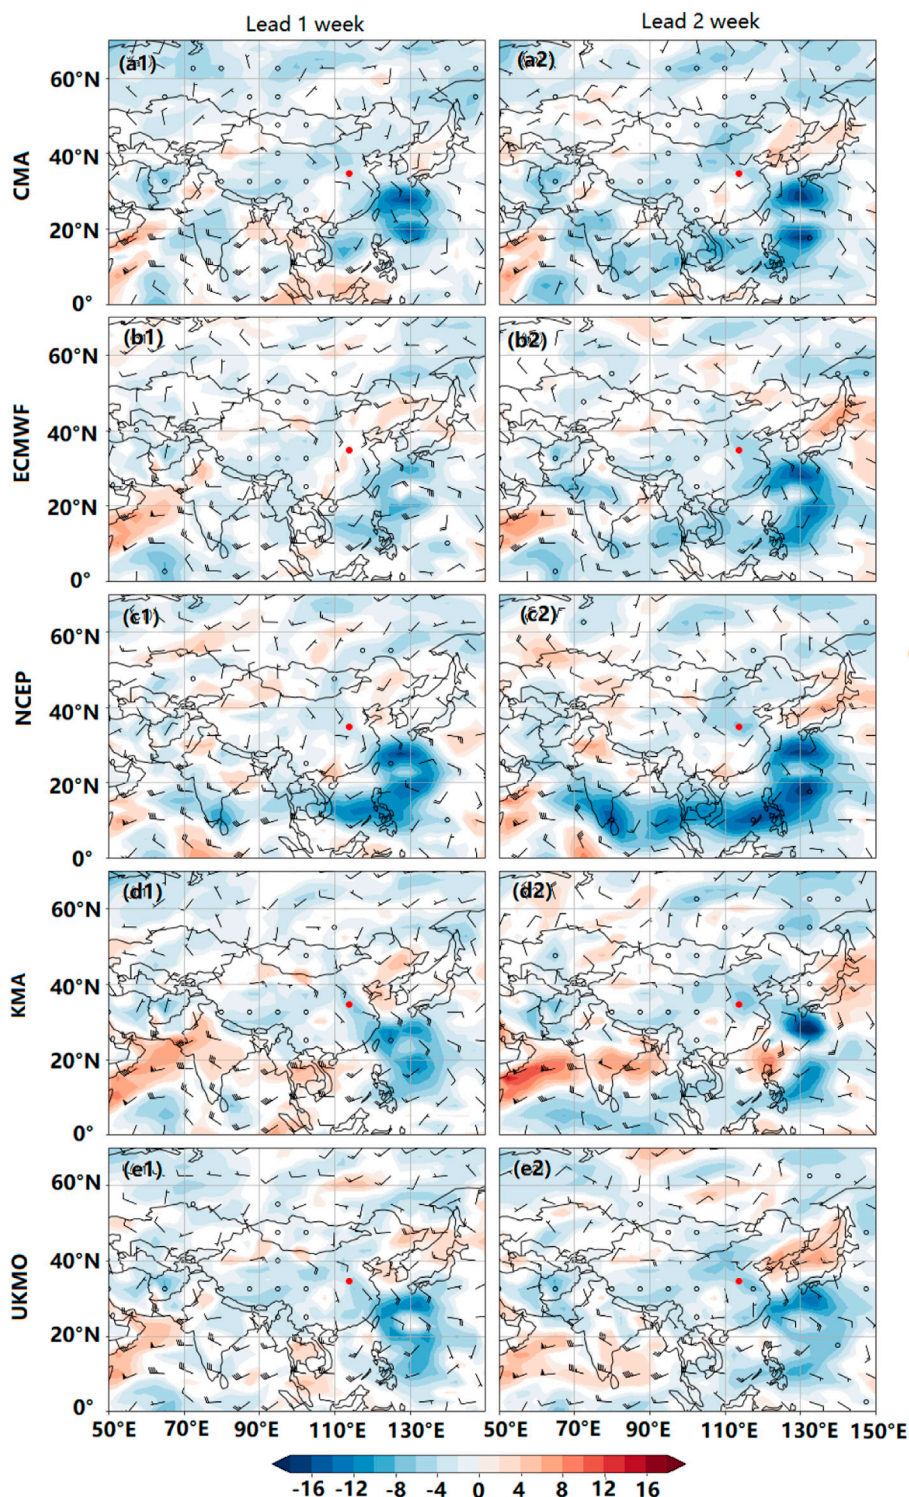 Lead 1 week Lead 2 week
(a1) (a2)
60°N
CMA
40°N
20°N
0°
(b1) (b2)
60°N
ECMWF
40°N
20°N
0°
(c1) (c2)
60°N
NCEP
40°N
20°N
0°
(d1) (d2)
60°N
KMA
40°N
20°N
0°
(e1) (e2)
60°N
UKMO
40°N
20°N
0°
50°E 70°E 90°E 110°E 130°E 50°E 70°E 90°E 110°E 130°E 150°E
-16 -12 -8 -4 0 4 8 12 16